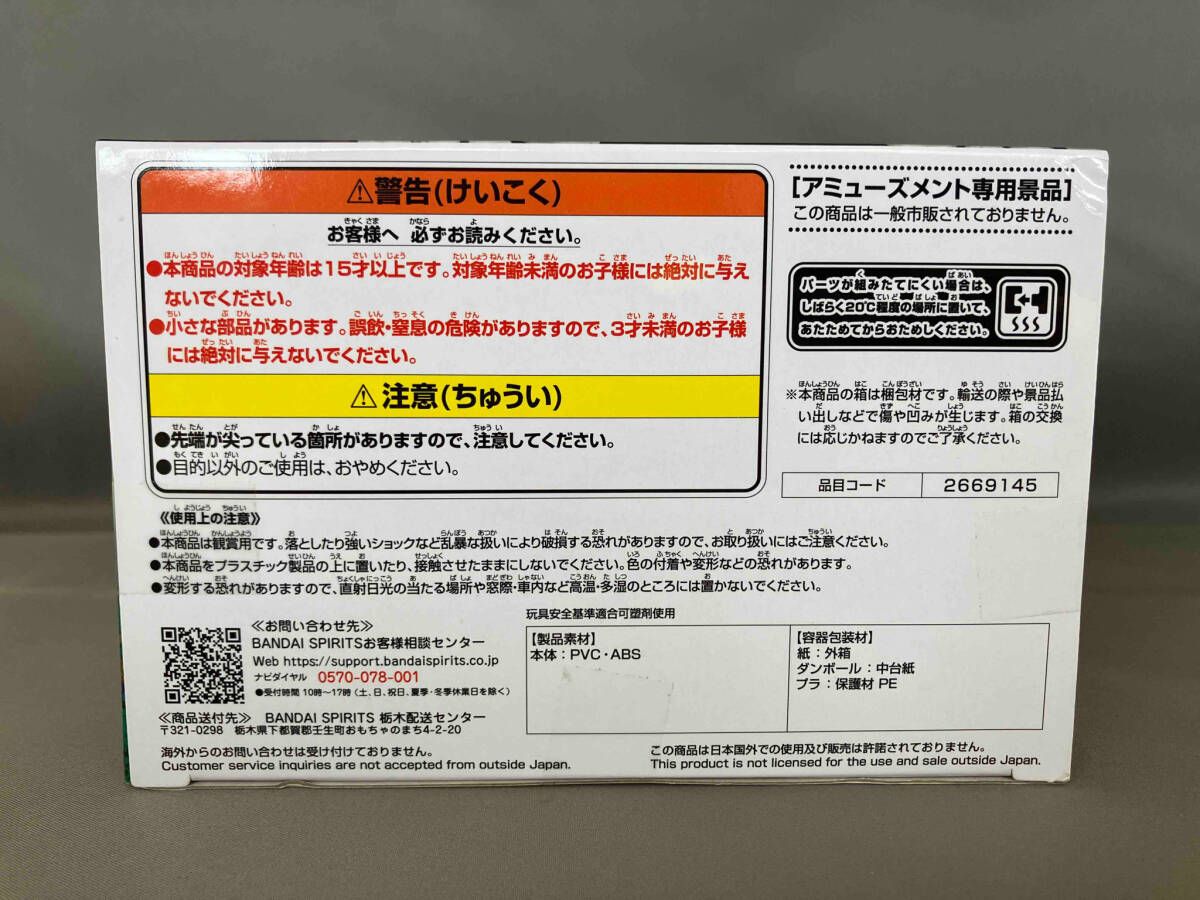 ⚠警告(けいこく)
お客様へ 必ずお読みください。
●本商品の対象年齢は15才以上です。対象年齢未満のお子様には絶対に与え
ないでください。
●小さな部品があります。誤飲・窒息の危険がありますので、3才未満のお子様
には絶対に与えないでください。
⚠注意(ちゅうい)
●先端が尖っている箇所がありますので、注意してください。
●目的以外のご使用は、おやめください。
[アミューズメント専用景品]
この商品は一般市販されておりません。
パーツが組みたてにくい場合は、
しばらく20℃程度の場所に置いて、
あたためてからおためしください。
※本商品の箱は梱包材です。輸送の際や景品払
い出しなどで傷や凹みが生じます。箱の交換
には応じかねますのでご了承ください。
品目コード 2669145
《使用上の注意》
●本商品は観賞用です。落としたり強いショックなど乱暴な扱いにより破損する恐れがありますので、お取り扱いにはご注意ください。
●本商品をプラスチック製品の上に置いたり、接触させたままにしないでください。色の付着や変形などの恐れがあります。
●変形する恐れがありますので、直射日光の当たる場所や窓際・車内など高温・多湿のところには置かないでください。
≪お問い合わせ先≫
BANDAI SPIRITSお客様相談センター
Web https://support.bandaispirits.co.jp
ナビダイヤル 0570-078-001
●受付時間 10時〜17時(土、日、祝日、夏季・冬季休業日を除く)
≪商品送付先≫ BANDAI SPIRITS 栃木配送センター
〒321-0298 栃木県下都賀郡壬生町おもちゃのまち4-2-20
玩具安全基準適合可塑剤使用
【製品素材】
本体：PVC・ABS
【容器包装材】
紙：外箱
ダンボール：中台紙
プラ：保護材 PE
海外からのお問い合わせは受け付けておりません。
Customer service inquiries are not accepted from outside Japan.
この商品は日本国外での使用及び販売は許諾されておりません。
This product is not licensed for the use and sale outside Japan.